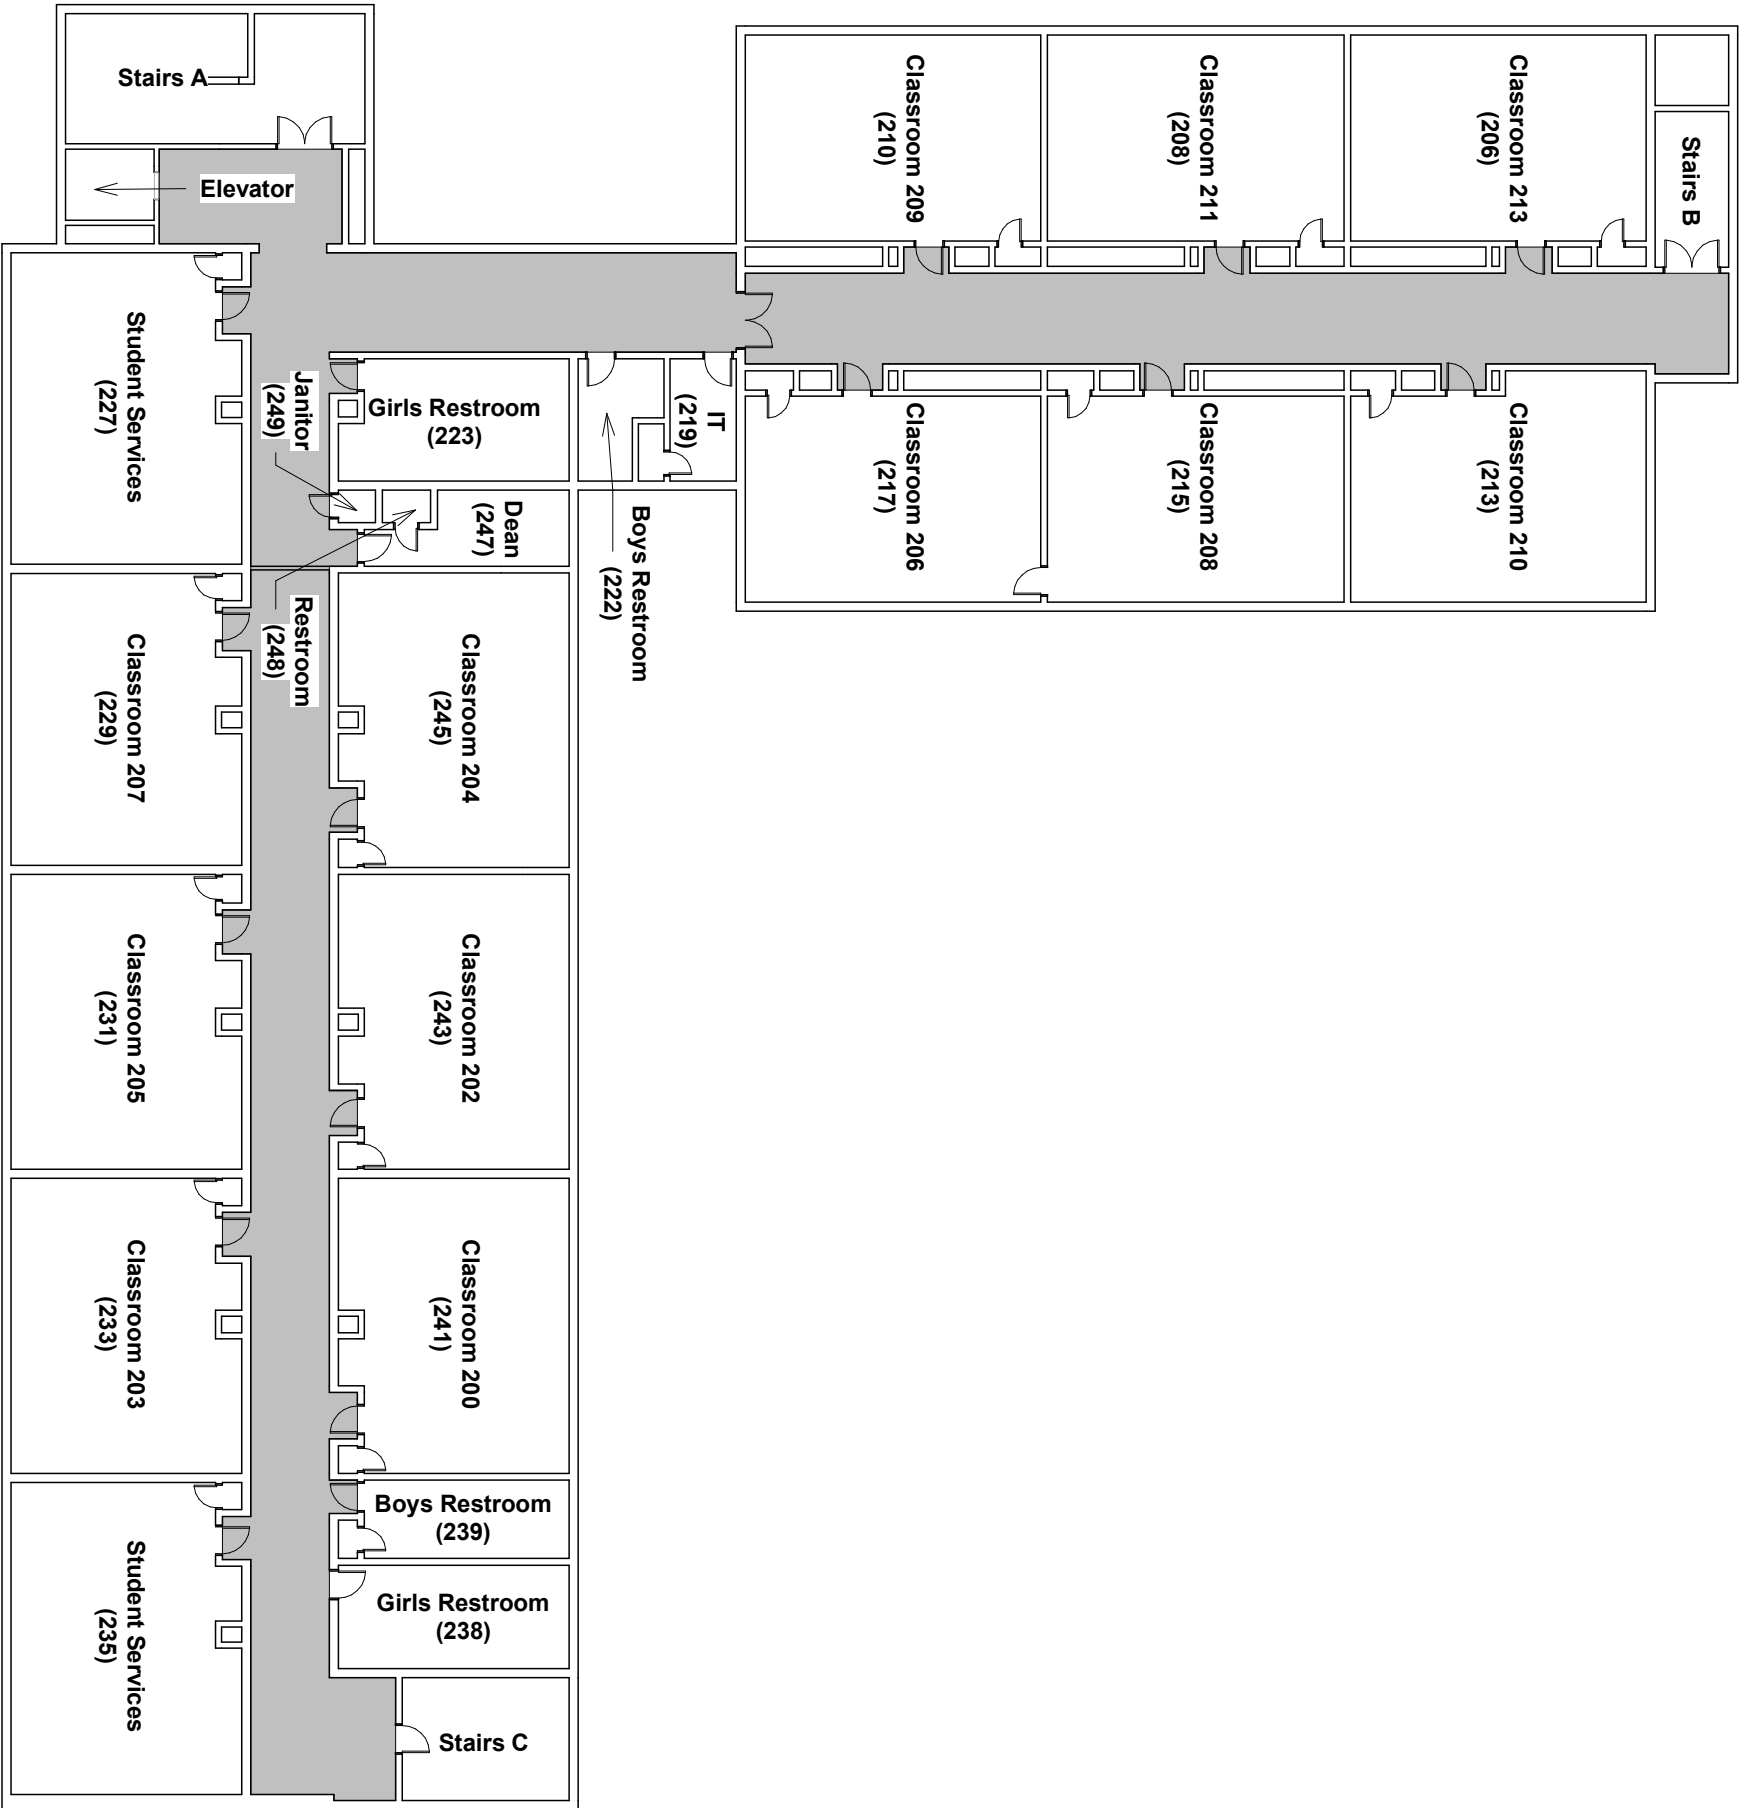 Stairs A
Elevator
Classroom 209
(210)
Classroom 211
(208)
Classroom 213
(206)
Stairs B
Student Services
(227)
Janitor
(249)
Girls Restroom
(223)
IT
(219)
Dean
(247)
Boys Restroom
(222)
Restroom
(248)
Classroom 206
(217)
Classroom 208
(215)
Classroom 210
(213)
Classroom 207
(229)
Classroom 204
(245)
Classroom 205
(231)
Classroom 202
(243)
Classroom 203
(233)
Classroom 200
(241)
Boys Restroom
(239)
Girls Restroom
(238)
Student Services
(235)
Stairs C